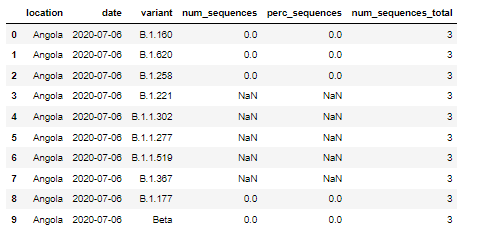 location date variant num_sequences perc_sequences num_sequences_total
0 Angola 2020-07-06 B.1.160 0.0 0.0 3
1 Angola 2020-07-06 B.1.620 0.0 0.0 3
2 Angola 2020-07-06 B.1.258 0.0 0.0 3
3 Angola 2020-07-06 B.1.221 NaN NaN 3
4 Angola 2020-07-06 B.1.1.302 NaN NaN 3
5 Angola 2020-07-06 B.1.1.277 NaN NaN 3
6 Angola 2020-07-06 B.1.1.519 NaN NaN 3
7 Angola 2020-07-06 B.1.367 NaN NaN 3
8 Angola 2020-07-06 B.1.177 0.0 0.0 3
9 Angola 2020-07-06 Beta 0.0 0.0 3